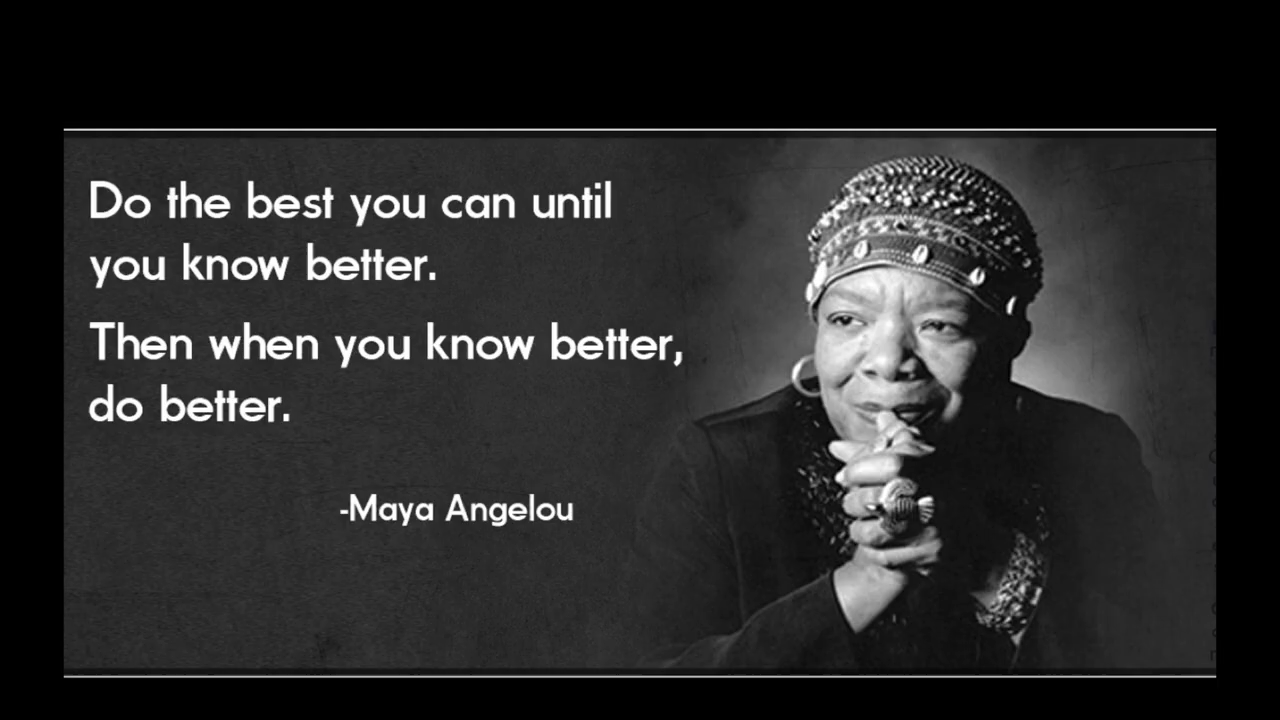 Do the best you can until
you know better.
Then when you know better,
do better.
-Maya Angelou